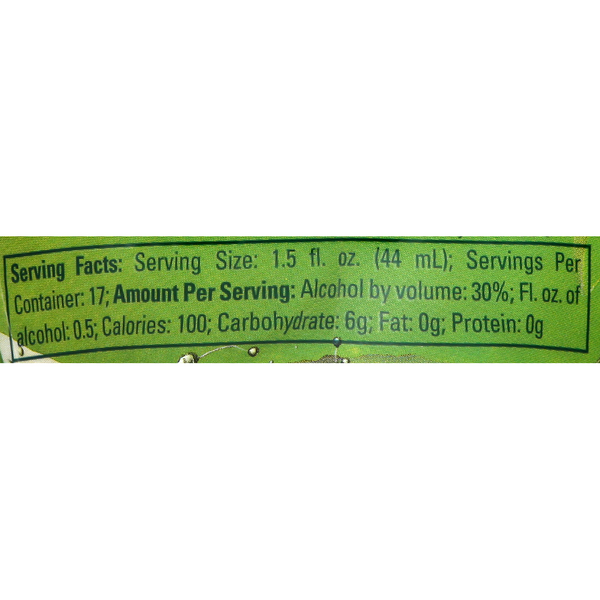 Serving Facts: Serving Size: 1.5 fl. oz. (44 mL); Servings Per
Container: 17; Amount Per Serving: Alcohol by volume: 30%; Fl. oz. of
alcohol: 0.5; Calories: 100; Carbohydrate: 6g; Fat: 0g; Protein: 0g